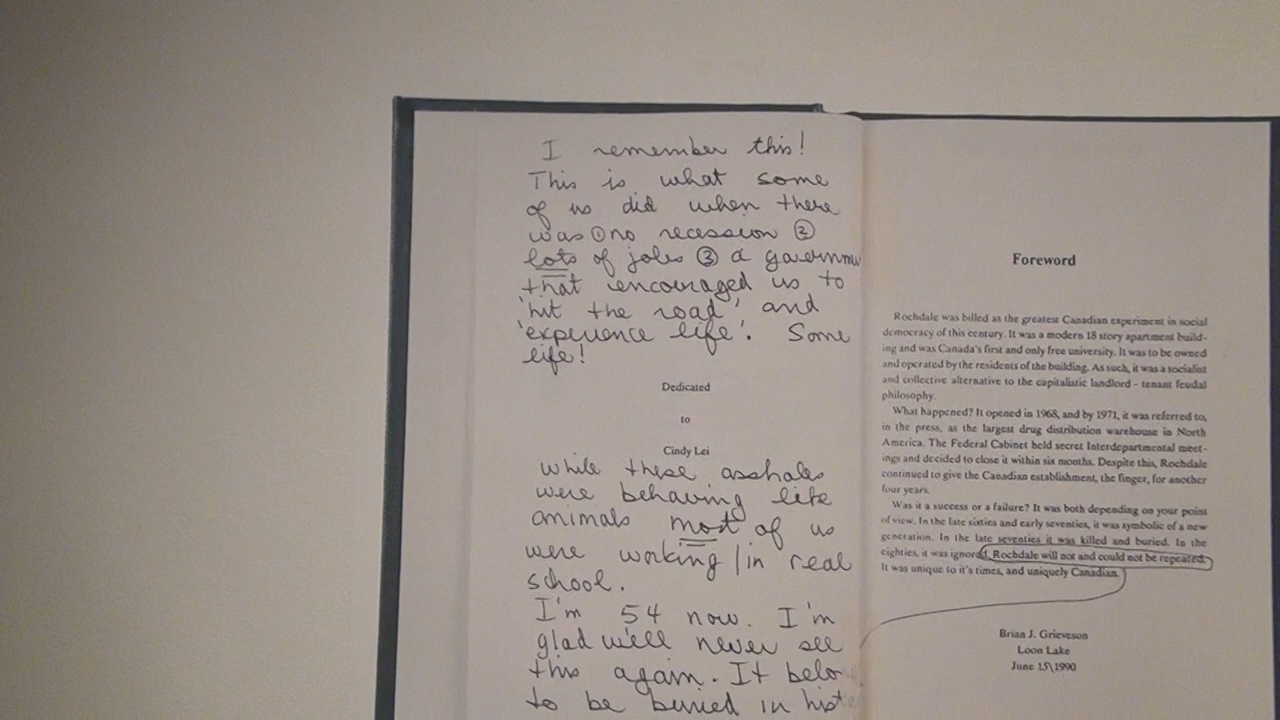 I remember this!
This is what some
of us did when there
was ① no recession ②
lots of jobs ③ a governme
that encouraged us to
'hit the road' and
'experience life'. Some
life!
Dedicated
to
Cindy Lei
while these assholes
were behaving like
animals most of us
were working / in real
school.
I'm 54 now. I'm
glad we'll never see
this again. It belon
to be buried in hist
Foreword
Rochdale was billed as the greatest Canadian experiment in social
democracy of this century. It was a modern 18 story apartment build-
ing and was Canada's first and only free university. It was to be owned
and operated by the residents of the building. As such, it was a socialist
and collective alternative to the capitalistic landlord - tenant feudal
philosophy.
What happened? It opened in 1968, and by 1971, it was referred to,
in the press, as the largest drug distribution warehouse in North
America. The Federal Cabinet held secret Interdepartmental meet-
ings and decided to close it within six months. Despite this, Rochdale
continued to give the Canadian establishment, the finger, for another
four years.
Was it a success or a failure? It was both depending on your point
of view. In the late sixties and early seventies, it was symbolic of a new
generation. In the late seventies it was killed and buried. In the
eighties, it was ignored. Rochdale will not and could not be repeated.
It was unique to it's times, and uniquely Canadian.
Brian J. Grieveson
Loon Lake
June 15\1990